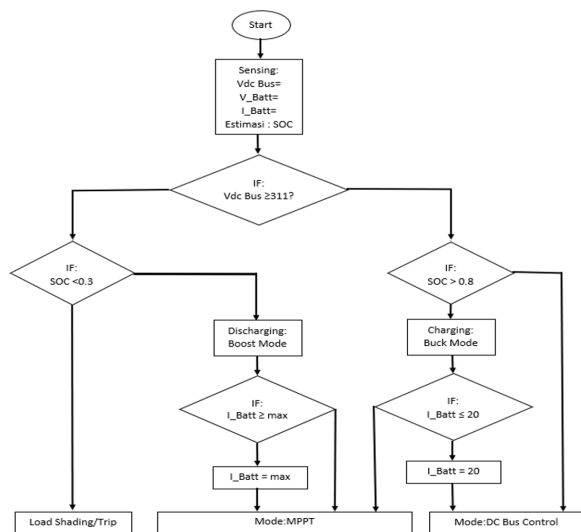 Start
Sensing:
Vdc Bus=
V_Batt=
I_Batt=
Estimasi : SOC
IF:
Vdc Bus ≥311?
IF:
SOC <0.3
IF:
SOC > 0.8
Discharging:
Boost Mode
Charging:
Buck Mode
IF:
I_Batt ≥ max
IF:
I_Batt ≤ 20
I_Batt = max
I_Batt = 20
Load Shading/Trip
Mode:MPPT
Mode:DC Bus Control